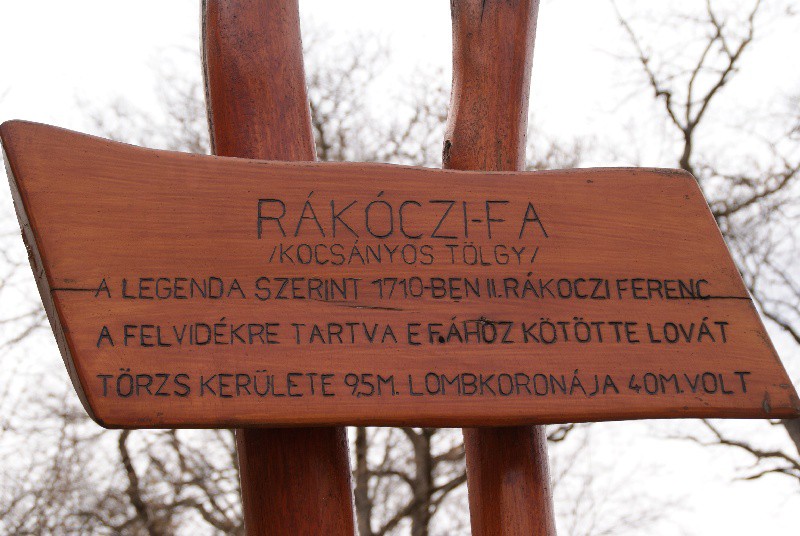 RÁKÓCZI-FA
/KOCSÁNYOS TÖLGY/
A LEGENDA SZERINT 1710-BEN II.RÁKOCZI FERENC
A FELVIDÉKRE TARTVA E FÁHOZ KÖTÖTTE LOVÁT
TÖRZS KERÜLETE 9,5M. LOMBKORONÁJA 40M.VOLT